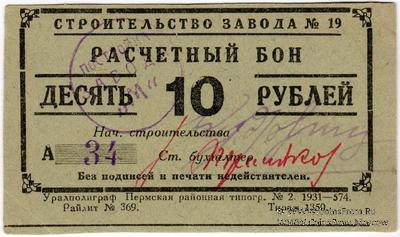 СТРОИТЕЛЬСТВО ЗАВОДА № 19
РАСЧЕТНЫЙ БОН
ДЕСЯТЬ 10 РУБЛЕЙ
Нач. строительства
А 34 Ст. бухгалтер
Без подписей и печати недействителен.
Уралполиграф Пермская районная типогр. № 2. 1931—574.
Райлит № 369. Тираж 1350.